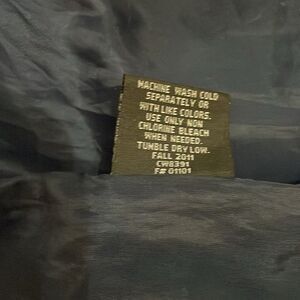 MACHINE WASH COLD
SEPARATELY OR
WITH LIKE COLORS.
USE ONLY NON
CHLORINE BLEACH
WHEN NEEDED.
TUMBLE DRY LOW.
FALL 2011
CW8391
F# 01101